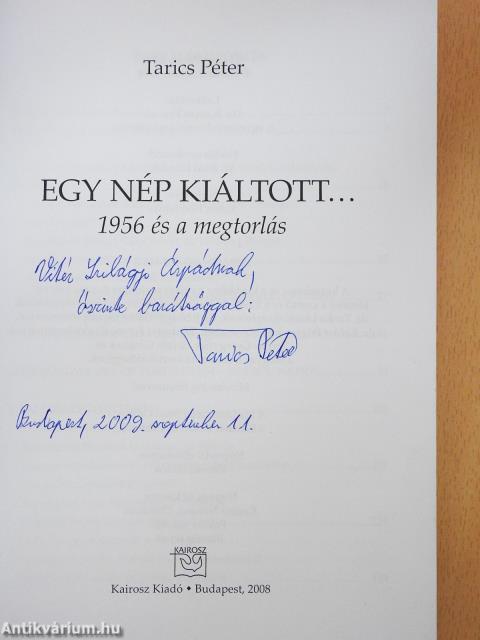 Tarics Péter
EGY NÉP KIÁLTOTT...
1956 és a megtorlás
Vitéz Szilágyi Árpádnak,
őszinte barátsággal:
Tarics Péter
Budapest, 2009. szeptember 11.
KAIROSZ
Kairosz Kiadó • Budapest, 2008
Antikvárium.hu